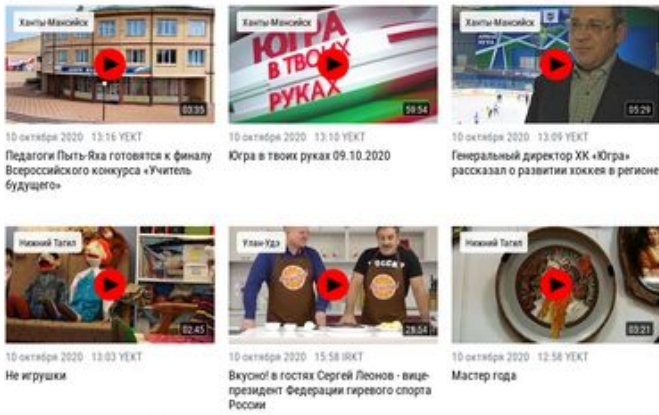 Ханты-Мансийск
03:35
10 октября 2020 13:16 YEKT
Педагоги Пыть-Яха готовятся к финалу
Всероссийского конкурса «Учитель
будущего»
Ханты-Мансийск
ЮГРА
В ТВОИХ
РУКАХ
59:54
10 октября 2020 13:10 YEKT
Югра в твоих руках 09.10.2020
Ханты-Мансийск
05:29
10 октября 2020 13:09 YEKT
Генеральный директор ХК «Югра»
рассказал о развитии хоккея в регионе
Нижний Тагил
02:45
10 октября 2020 13:03 YEKT
Не игрушки
Улан-Удэ
28:54
10 октября 2020 15:58 IRKT
Вкусно! в гостях Сергей Леонов - вице-
президент Федерации гиревого спорта
России
Нижний Тагил
03:21
10 октября 2020 12:58 YEKT
Мастер года